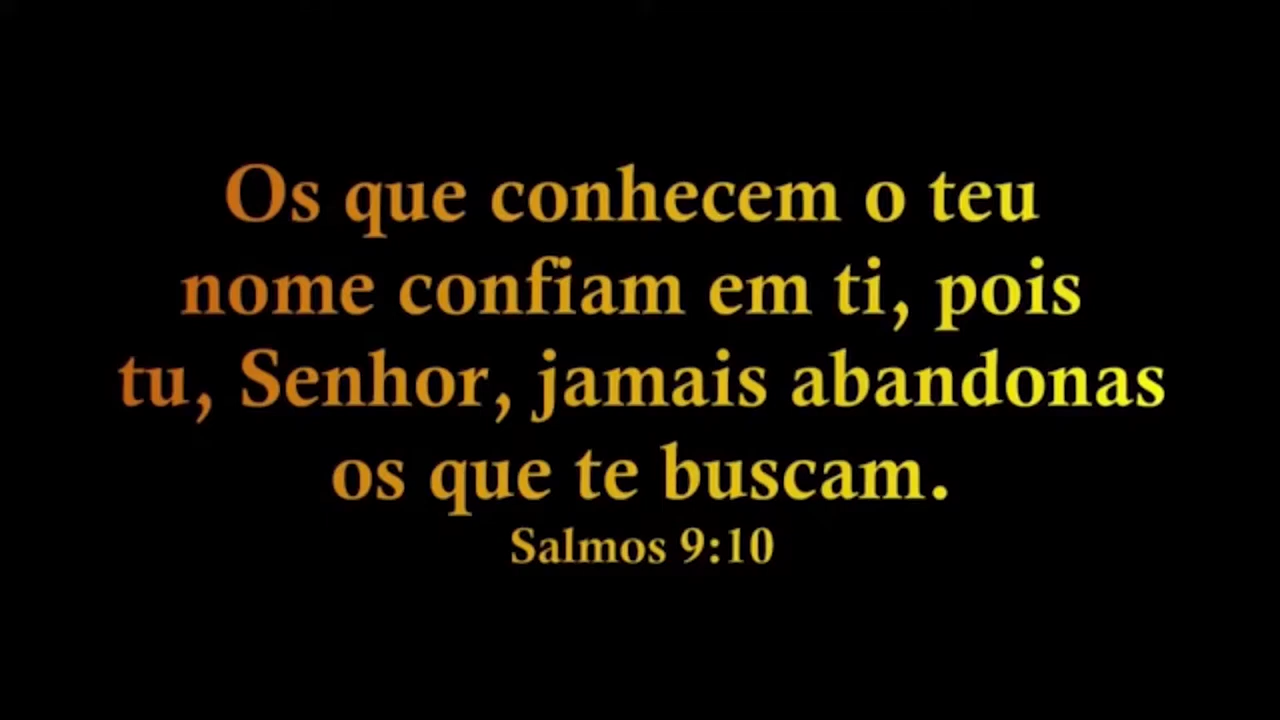 Os que conhecem o teu
nome confiam em ti, pois
tu, Senhor, jamais abandonas
os que te buscam.
Salmos 9:10